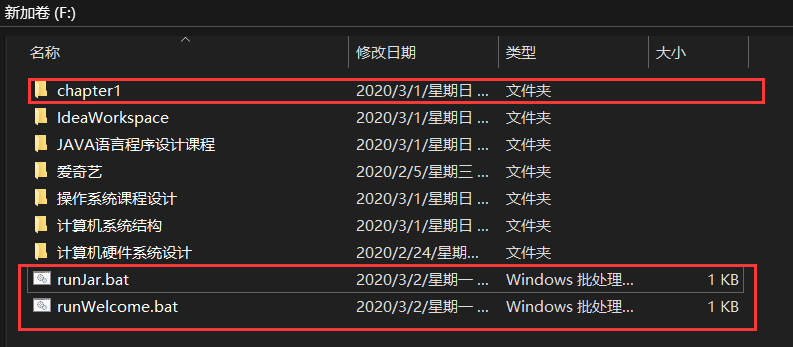 新加卷 (F:)
名称 修改日期 类型 大小
chapter1 2020/3/1/星期日 ... 文件夹
IdeaWorkspace 2020/3/1/星期日 ... 文件夹
JAVA语言程序设计课程 2020/3/1/星期日 ... 文件夹
爱奇艺 2020/2/5/星期三 ... 文件夹
操作系统课程设计 2020/3/1/星期日 ... 文件夹
计算机系统结构 2020/3/1/星期日 ... 文件夹
计算机硬件系统设计 2020/2/24/星期... 文件夹
runJar.bat 2020/3/2/星期一 ... Windows 批处理... 1 KB
runWelcome.bat 2020/3/2/星期一 ... Windows 批处理... 1 KB